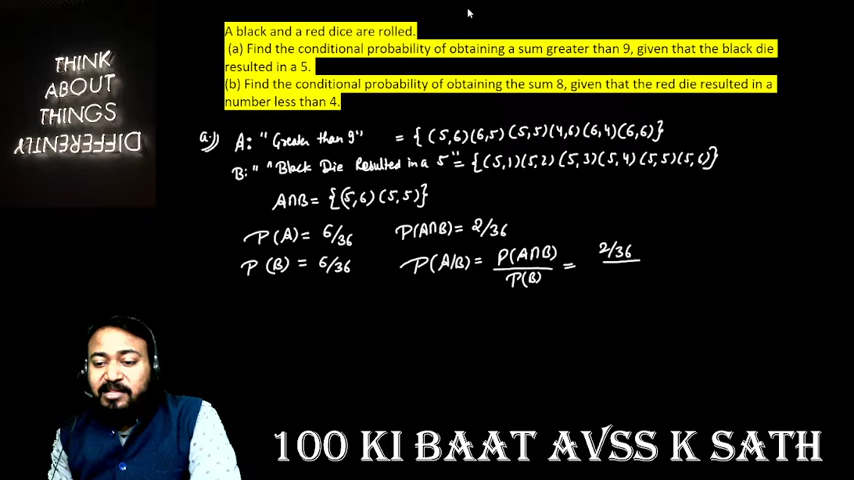 THINK
ABOUT
THINGS
DIFFERENTLY
A black and a red dice are rolled.
(a) Find the conditional probability of obtaining a sum greater than 9, given that the black die
resulted in a 5.
(b) Find the conditional probability of obtaining the sum 8, given that the red die resulted in a
number less than 4.
a.) A: "Greater than 9" = {(5,6)(6,5)(5,5)(4,6)(6,4)(6,6)}
B: " "Black Die Resulted in a 5" = {(5,1)(5,2)(5,3)(5,4)(5,5)(5,6)}
A∩B = {(5,6)(5,5)}
P(A) = 6/36 P(A∩B) = 2/36
P(B) = 6/36 P(A/B) = P(A∩B)/P(B) = 2/36
100 KI BAAT AVSS K SATH